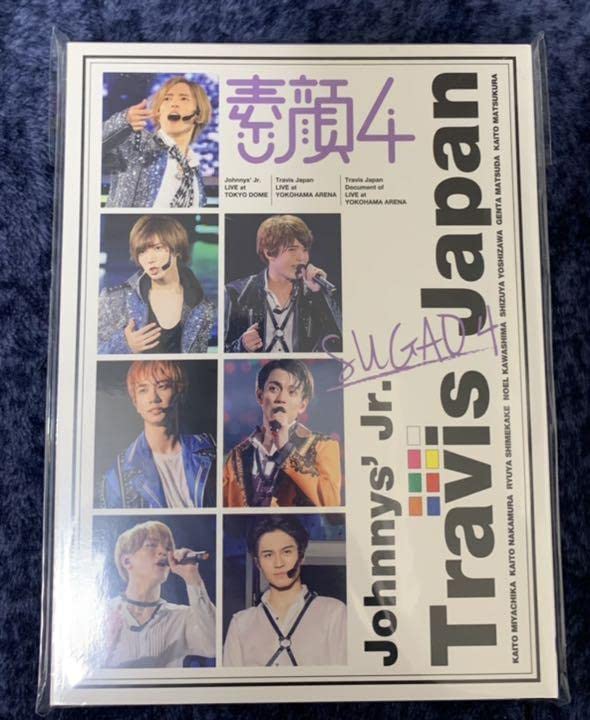 素顔4
Johnnys' Jr.
LIVE at
TOKYO DOME
Travis Japan
LIVE at
YOKOHAMA ARENA
Travis Japan
Document of
LIVE at
YOKOHAMA ARENA
SUGAO4
Johnnys' Jr.
Travis Japan
KAITO MIYACHIKA KAITO NAKAMURA RYUYA SHIMEKAKE NOEL KAWASHIMA SHIZUYA YOSHIZAWA GENTA MATSUDA KAITO MATSUKURA